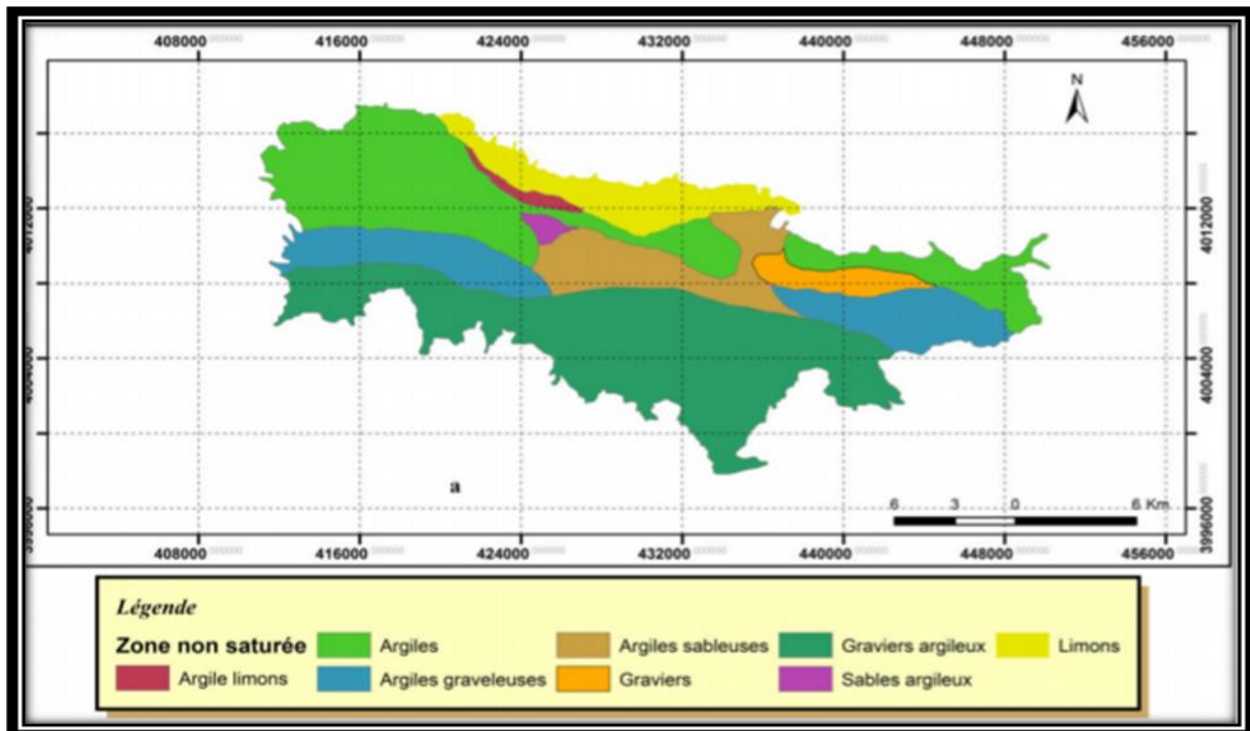 408000 416000 424000 432000 440000 448000 456000
N
4012000 4012000
4004000
a
6 3 0 6 Km
3996000
408000 416000 424000 432000 440000 448000 456000
Légende
Zone non saturée Argiles Argiles sableuses Graviers argileux Limons
Argile limons Argiles graveleuses Graviers Sables argileux